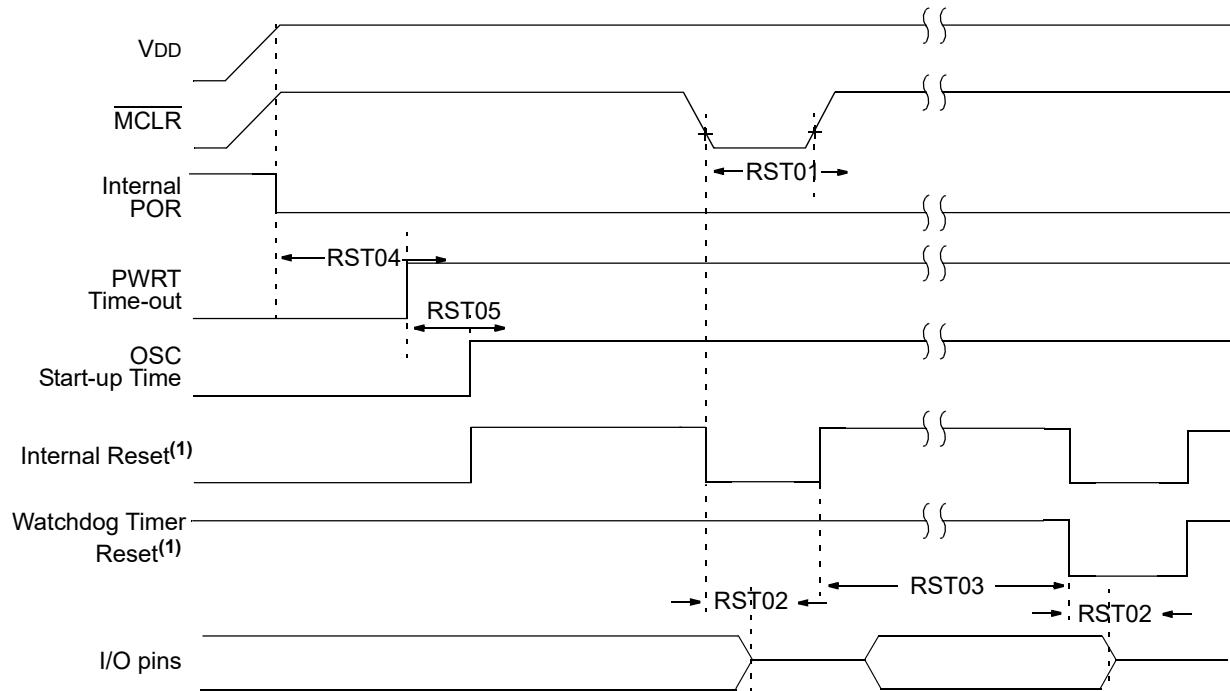 VDD
MCLR
RST01
Internal
POR
RST04
PWRT
Time-out
RST05
OSC
Start-up Time
Internal Reset(1)
Watchdog Timer
Reset(1)
RST03
RST02
RST02
I/O pins